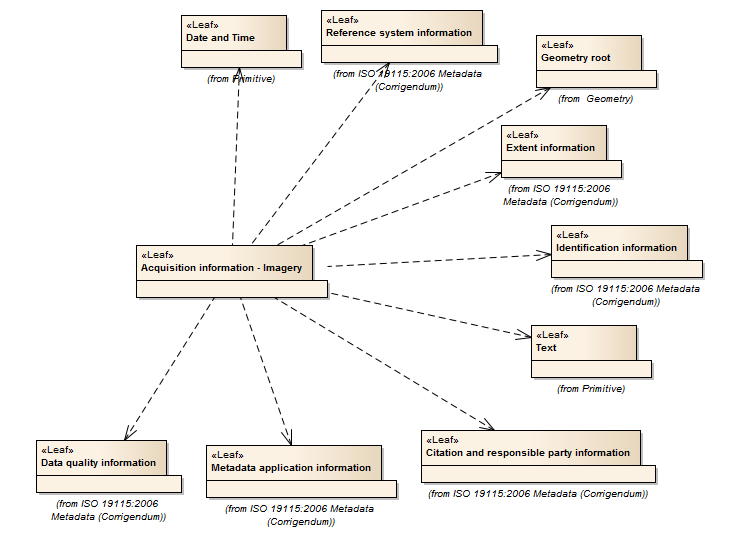 «Leaf»
Date and Time
(from Primitive)
«Leaf»
Reference system information
(from ISO 19115:2006 Metadata
(Corrigendum))
«Leaf»
Geometry root
(from  Geometry)
«Leaf»
Extent information
(from ISO 19115:2006
Metadata (Corrigendum))
«Leaf»
Identification information
(from ISO 19115:2006 Metadata
(Corrigendum))
«Leaf»
Acquisition information - Imagery
«Leaf»
Text
(from Primitive)
«Leaf»
Data quality information
(from ISO 19115:2006
Metadata (Corrigendum))
«Leaf»
Metadata application information
(from ISO 19115:2006 Metadata
(Corrigendum))
«Leaf»
Citation and responsible party information
(from ISO 19115:2006 Metadata (Corrigendum))